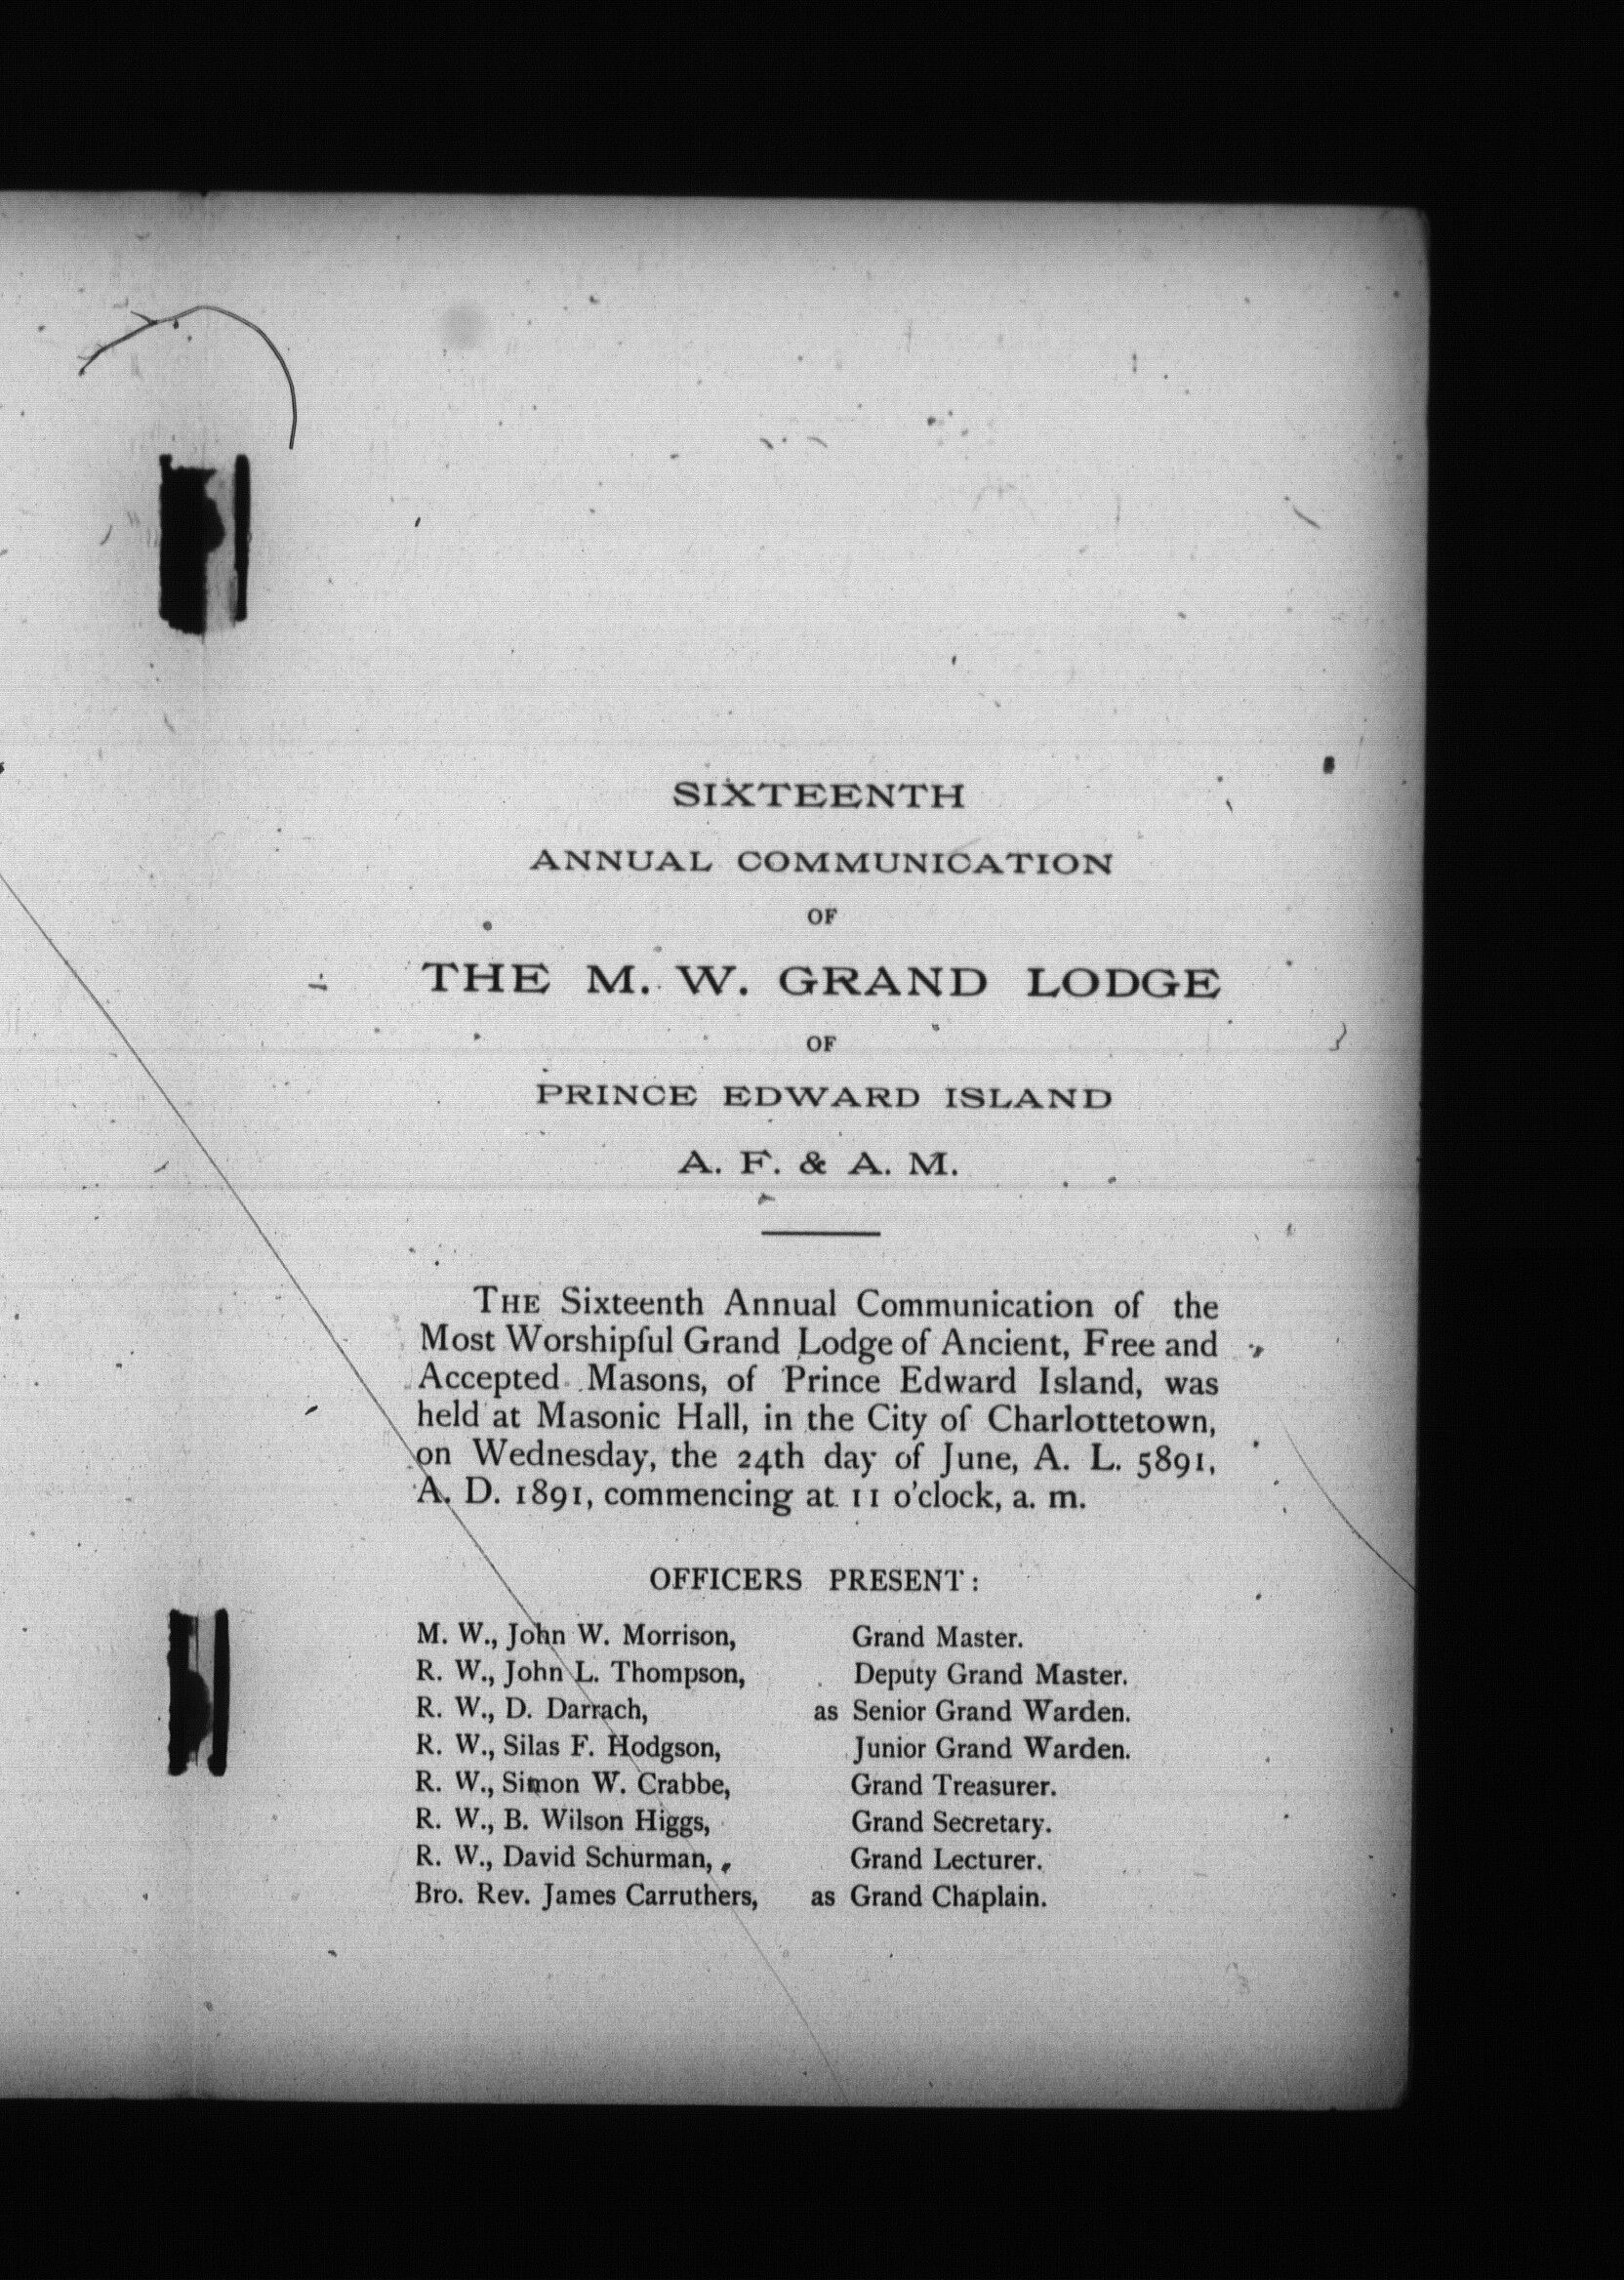 SIXTEENTH
ANNUAL COMMUNICATION
OF
THE M. W. GRAND LODGE
OF
PRINCE EDWARD ISLAND
A. F. & A. M.
THE Sixteenth Annual Communication of the
Most Worshipful Grand Lodge of Ancient, Free and
Accepted Masons, of Prince Edward Island, was
held at Masonic Hall, in the City of Charlottetown,
on Wednesday, the 24th day of June, A. L. 5891,
A. D. 1891, commencing at 11 o'clock, a. m.
OFFICERS PRESENT:
M. W., John W. Morrison, Grand Master.
R. W., John L. Thompson, Deputy Grand Master.
R. W., D. Darrach, as Senior Grand Warden.
R. W., Silas F. Hodgson, Junior Grand Warden.
R. W., Simon W. Crabbe, Grand Treasurer.
R. W., B. Wilson Higgs, Grand Secretary.
R. W., David Schurman, Grand Lecturer.
Bro. Rev. James Carruthers, as Grand Chaplain.